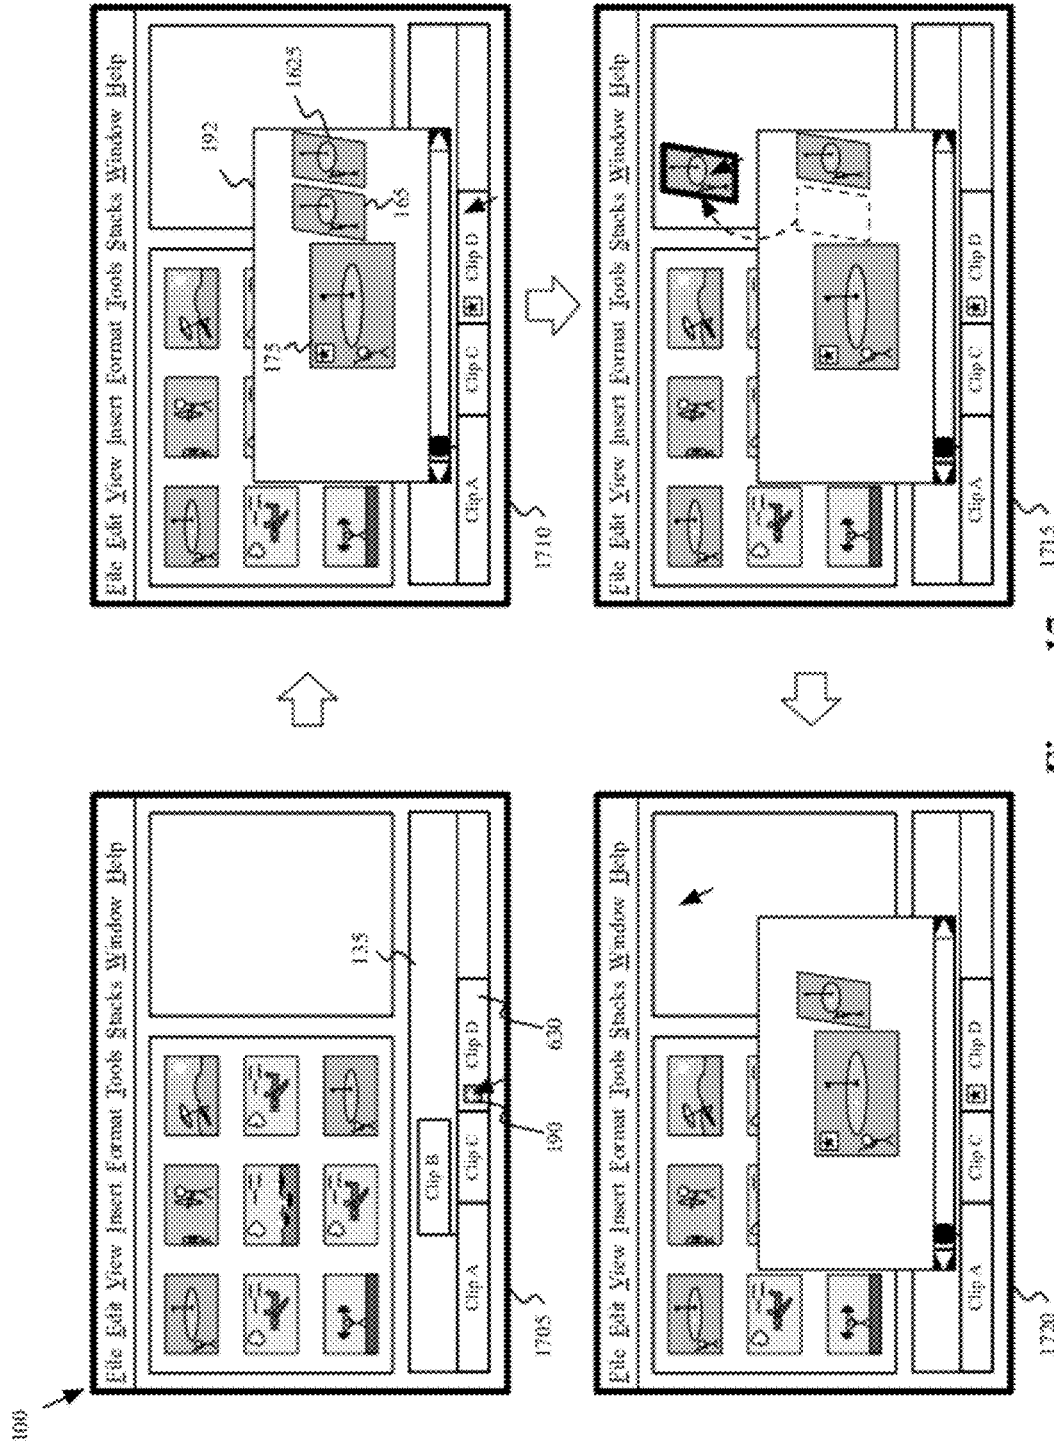 100
File Edit View Insert Format Tools Stacks Window Help
135
Clip B
Clip A
Clip C
Clip D
190
630
1705
File Edit View Insert Format Tools Stacks Window Help
192
1625
175
165
Clip A
Clip C
Clip D
1710
File Edit View Insert Format Tools Stacks Window Help
Clip A
Clip C
Clip D
1720
File Edit View Insert Format Tools Stacks Window Help
Clip A
Clip C
Clip D
1715